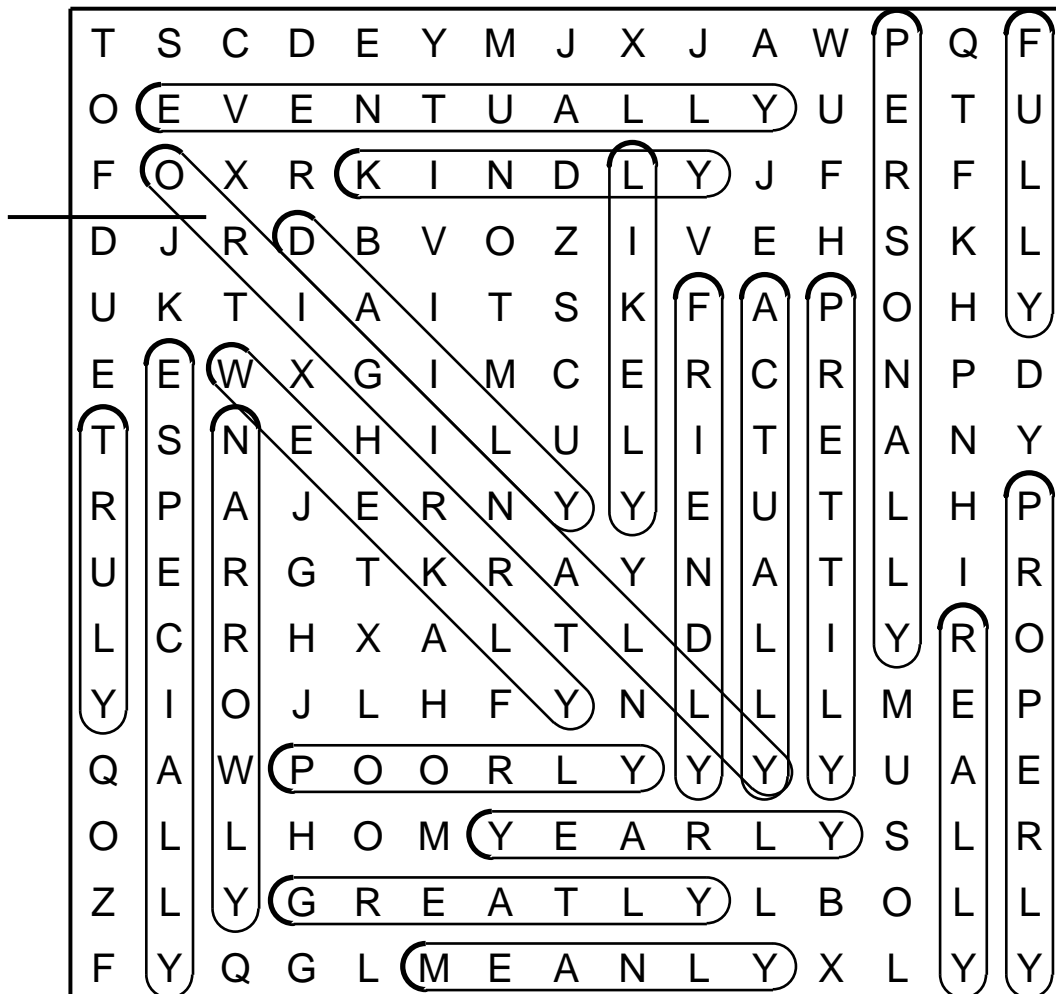 T S C D E Y M J X J A W P Q F
O E V E N T U A L L Y U E T U
F O X R K I N D L Y J F R F L
D J R D B V O Z I V E H S K L
U K T I A I T S K F A P O H Y
E E W X G I M C E R C R N P D
T S N E H I L U L I T E A N Y
R P A J E R N Y Y E U T L H P
U E R G T K R A Y N A T L I R
L C R H X A L T L D L I Y R O
Y I O J L H F Y N L L L M E P
Q A W P O O R L Y Y Y Y U A E
O L L H O M Y E A R L Y S L R
Z L Y G R E A T L Y L B O L L
F Y Q G L M E A N L Y X L Y Y